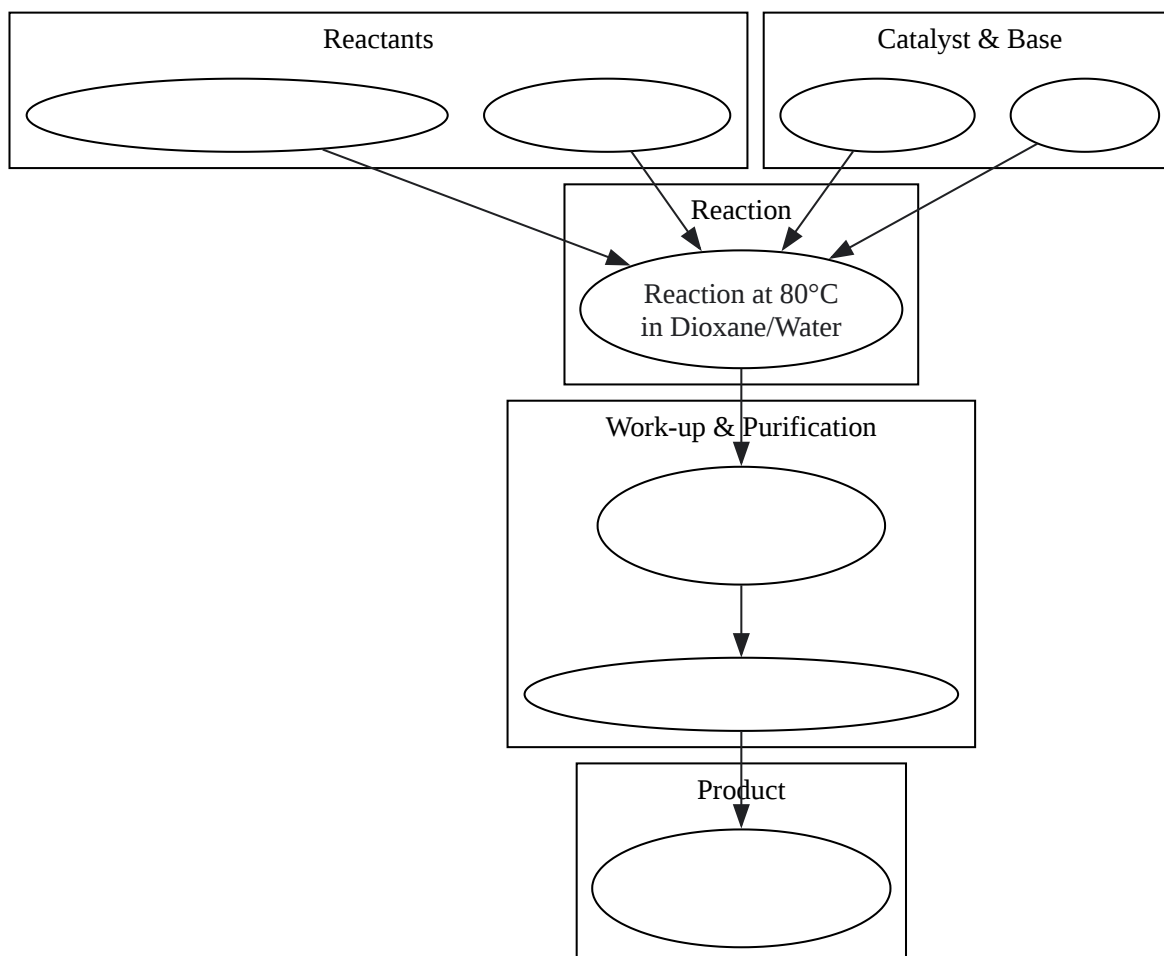 Reactants
Catalyst & Base
Reaction
Reaction at 80°C
in Dioxane/Water
Work-up & Purification
Product